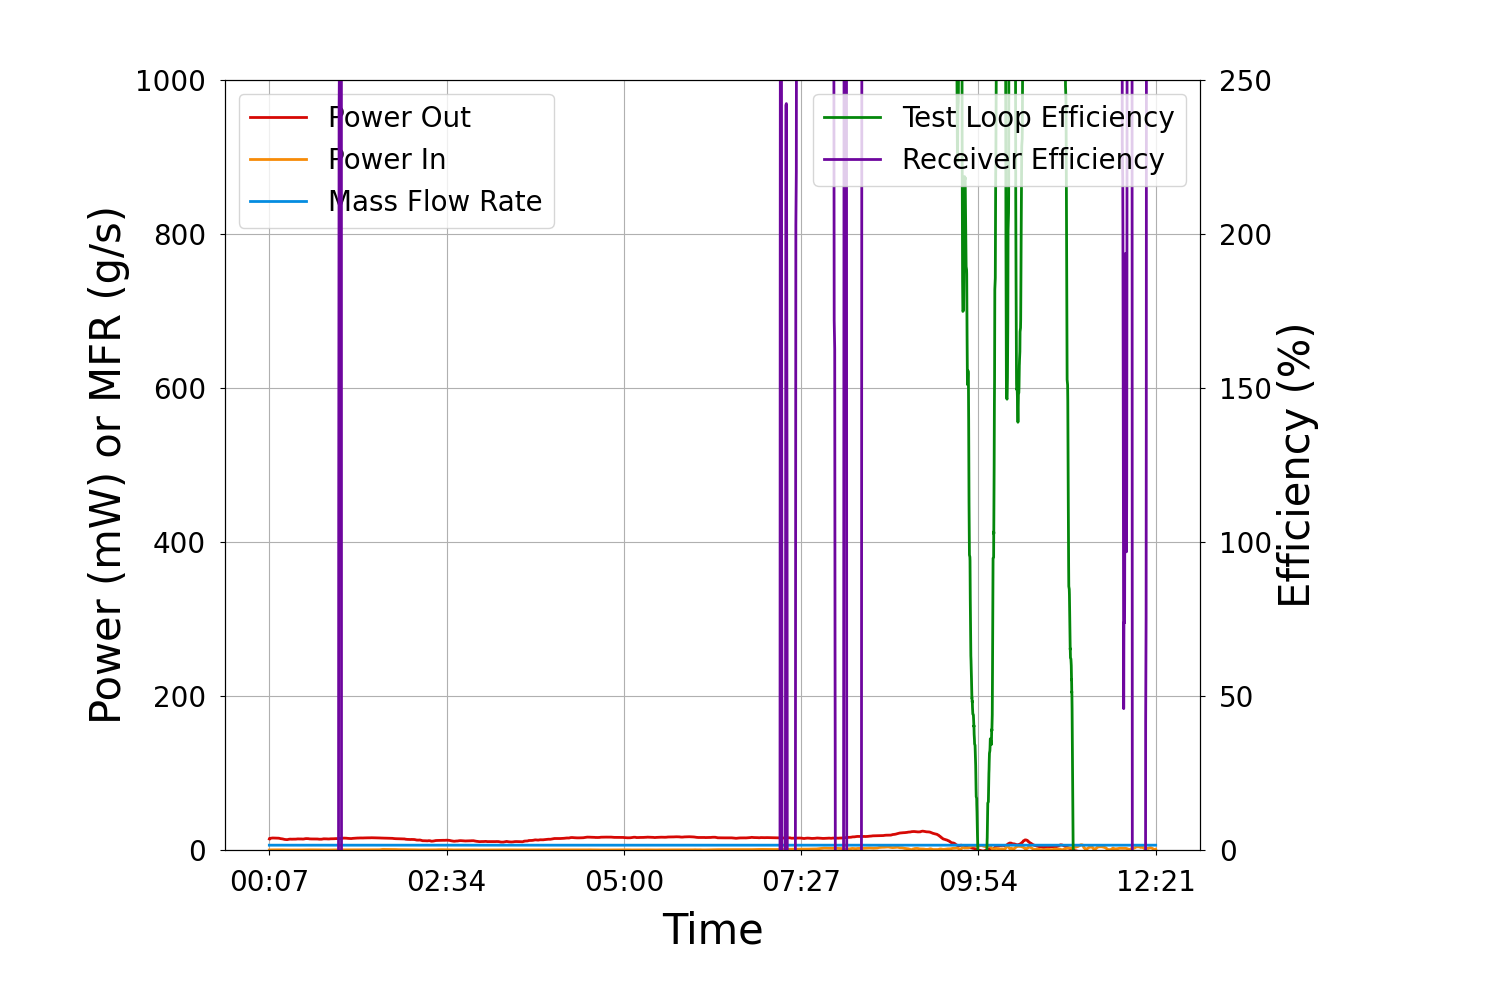 1000
800
600
400
200
0
Power (mW) or MFR (g/s)
Power Out
Power In
Mass Flow Rate
Test Loop Efficiency
Receiver Efficiency
250
200
150
100
50
0
Efficiency (%)
00:07 02:34 05:00 07:27 09:54 12:21
Time